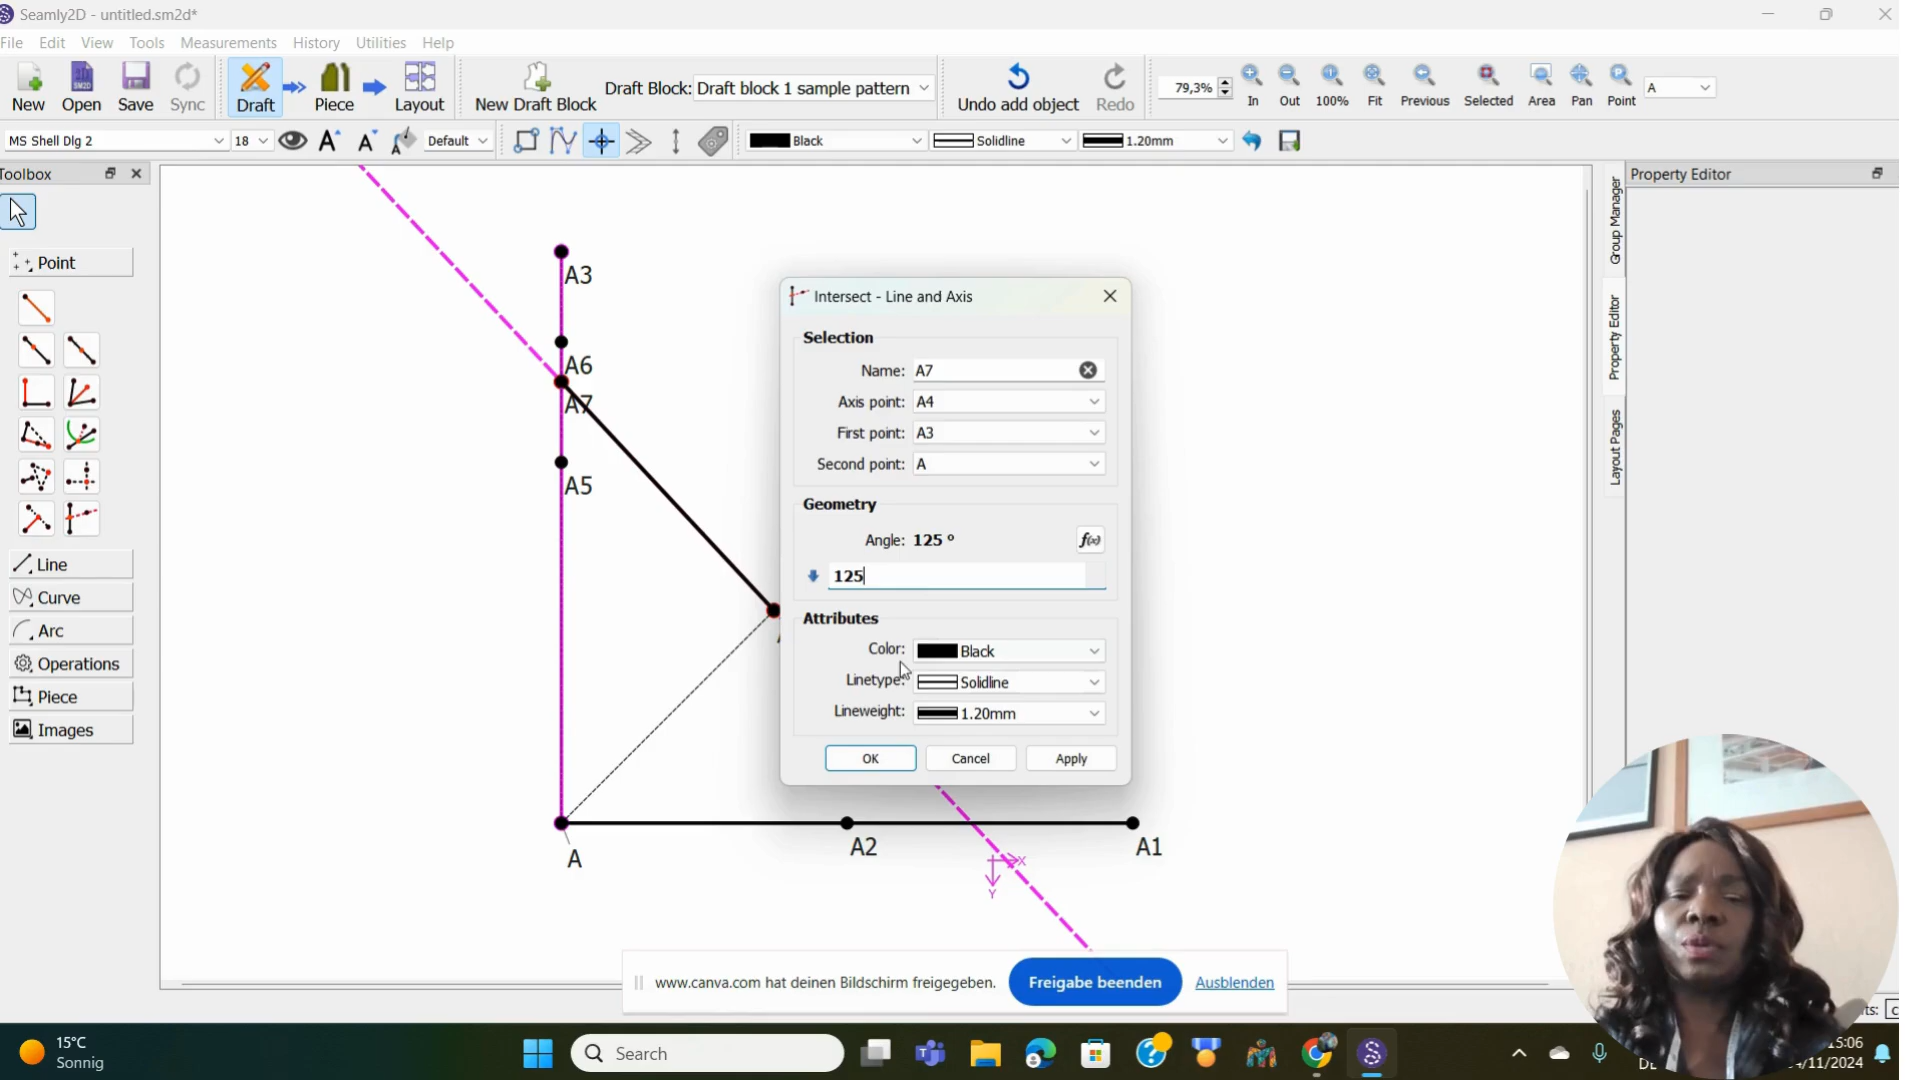 Seamly2D - untitled.sm2d*
File Edit View Tools Measurements History Utilities Help
New Open Save Sync Draft Piece Layout New Draft Block Draft Block: Draft block 1 sample pattern Undo add object Redo 79,3% In Out 100% Fit Previous Selected Area Pan Point A
MS Shell Dlg 2 18 Default Black Solidline 1.20mm
Toolbox
Property Editor
Point
Line
Curve
Arc
Operations
Piece
Images
Group Manager
Property Editor
Layout Pages
A3
A6
A7
A5
A
A2
A1
X
Y
Intersect - Line and Axis
Selection
Name: A7
Axis point: A4
First point: A3
Second point: A
Geometry
Angle: 125 °
f(x)
125
Attributes
Color: Black
Linetype: Solidline
Lineweight: 1.20mm
OK Cancel Apply
www.canva.com hat deinen Bildschirm freigegeben. Freigabe beenden Ausblenden
15°C
Sonnig
Search
15:06
/11/2024